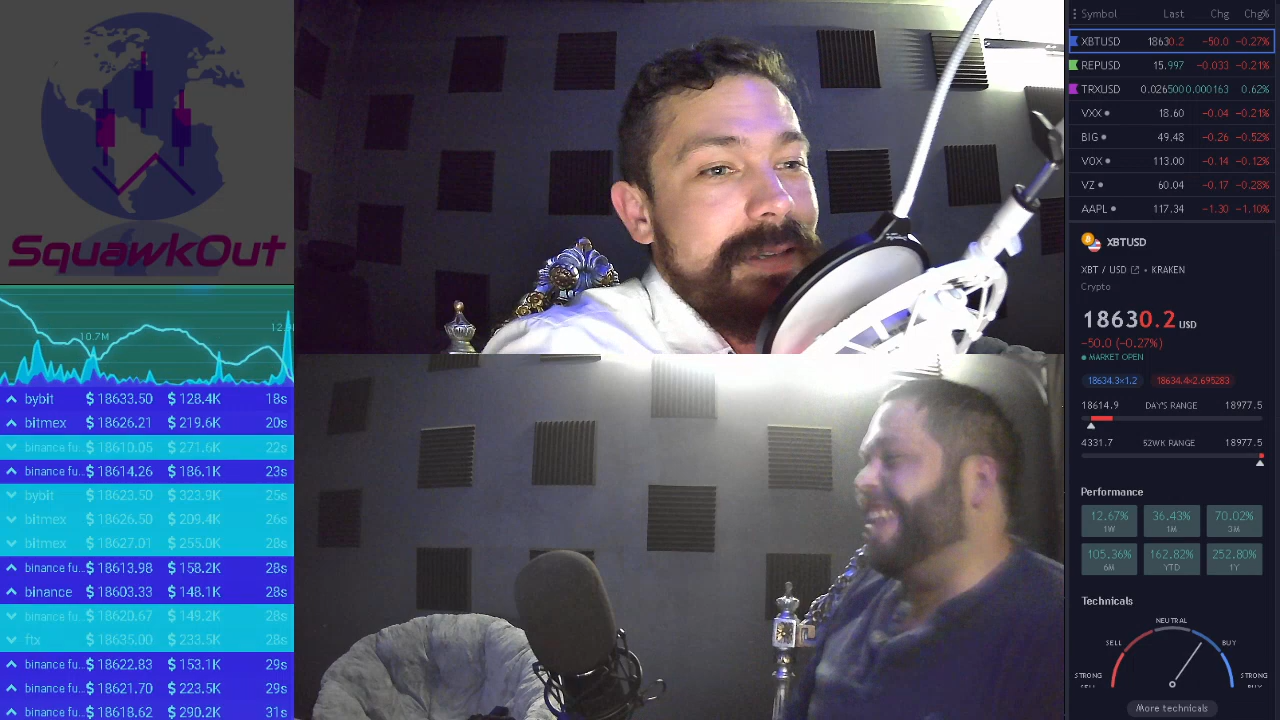 SquawkOut
10.7M
12.
bybit $ 18633.50 $ 128.4K 18s
bitmex $ 18626.21 $ 219.6K 20s
binance fu.. $ 18610.05 $ 271.6K 22s
binance fu.. $ 18614.26 $ 186.1K 23s
bybit $ 18623.50 $ 323.9K 25s
bitmex $ 18626.50 $ 209.4K 26s
bitmex $ 18627.01 $ 255.0K 28s
binance fu.. $ 18613.98 $ 158.2K 28s
binance $ 18603.33 $ 148.1K 28s
binance fu.. $ 18620.67 $ 149.2K 28s
ftx $ 18635.00 $ 233.5K 28s
binance fu.. $ 18622.83 $ 153.1K 29s
binance fu.. $ 18621.70 $ 223.5K 29s
binance fu.. $ 18618.62 $ 290.2K 31s
Symbol Last Chg Chg%
XBTUSD 18630.2 −50.0 −0.27%
REPUSD 15.997 −0.033 −0.21%
TRXUSD 0.0265000 0.000163 0.62%
VXX 18.60 −0.04 −0.21%
BIG 49.48 −0.26 −0.52%
VOX 113.00 −0.14 −0.12%
VZ 60.04 −0.17 −0.28%
AAPL 117.34 −1.30 −1.10%
XBTUSD
XBT / USD • KRAKEN
Crypto
18630.2 USD
−50.0 (−0.27%)
MARKET OPEN
18634.3×1.2 18634.4×2.695283
18614.9 DAY'S RANGE 18977.5
4331.7 52WK RANGE 18977.5
Performance
12.67% 36.43% 70.02%
1W 1M 3M
105.36% 162.82% 252.80%
6M YTD 1Y
Technicals
NEUTRAL
SELL BUY
STRONG STRONG
SELL BUY
More technicals